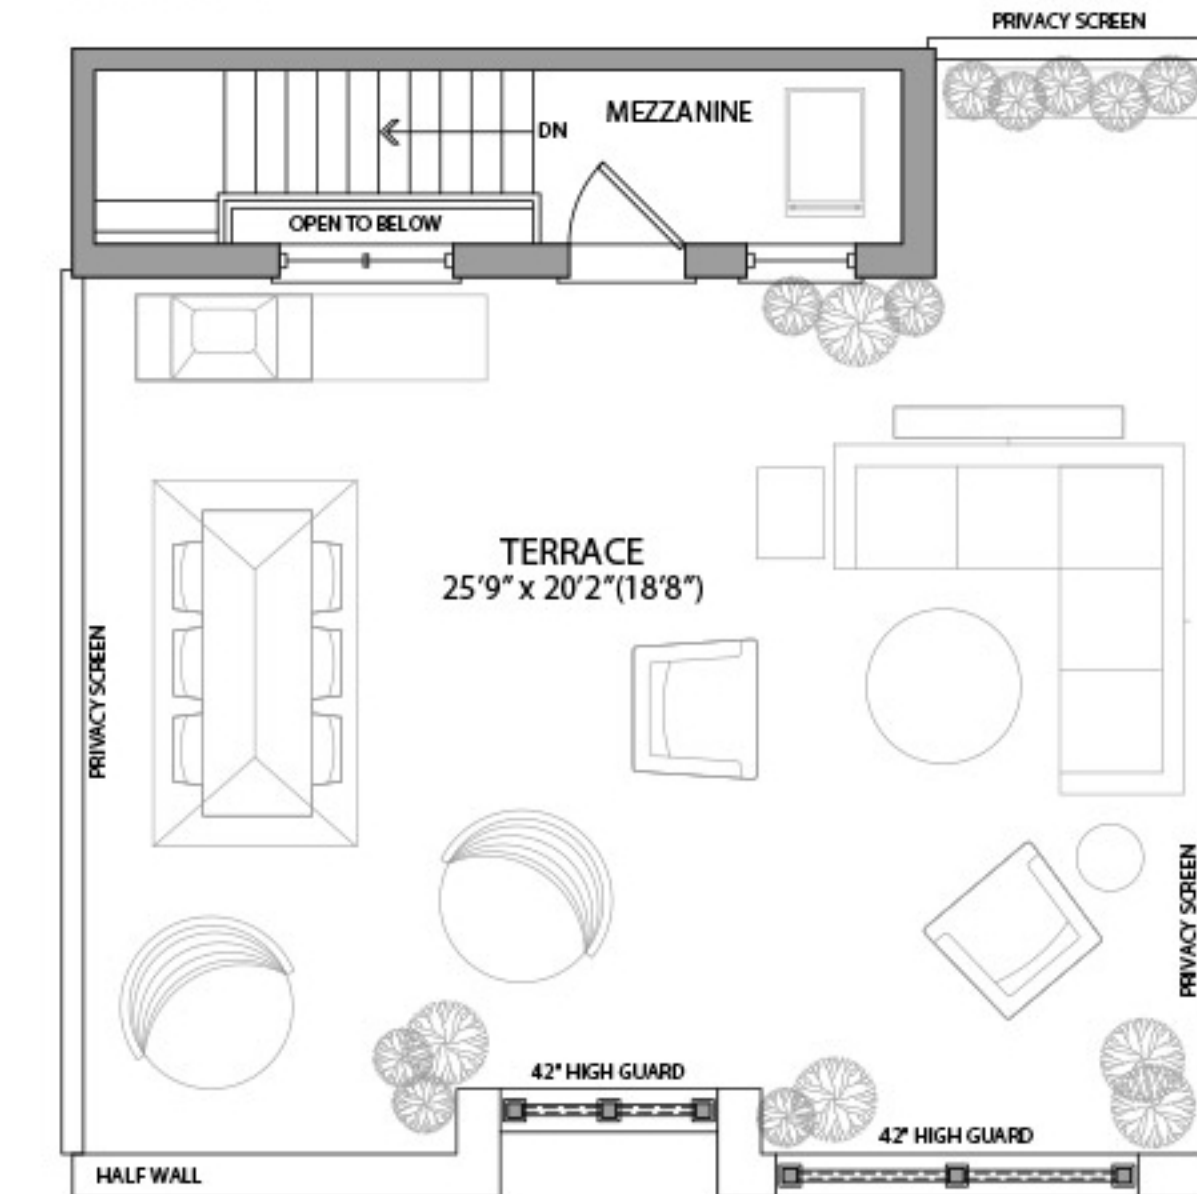 PRIVACY SCREEN
MEZZANINE
DN
OPEN TO BELOW
TERRACE
25'9" x 20'2"(18'8")
PRIVACY SCREEN
PRIVACY SCREEN
42" HIGH GUARD
42" HIGH GUARD
HALF WALL